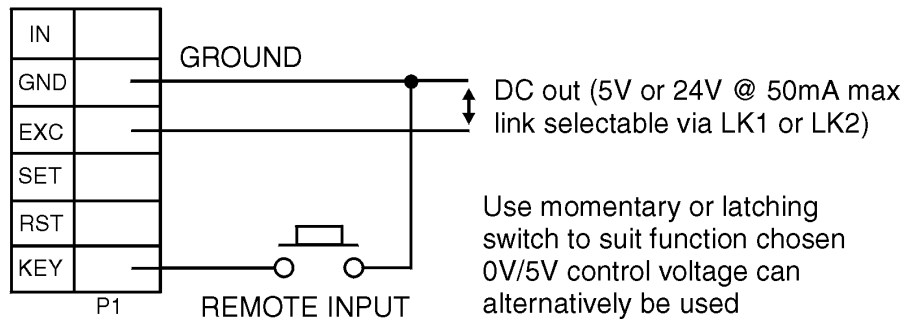 IN
GROUND
GND
DC out (5V or 24V @ 50mA max
link selectable via LK1 or LK2)
EXC
SET
RST
Use momentary or latching
switch to suit function chosen
0V/5V control voltage can
alternatively be used
KEY
P1
REMOTE INPUT